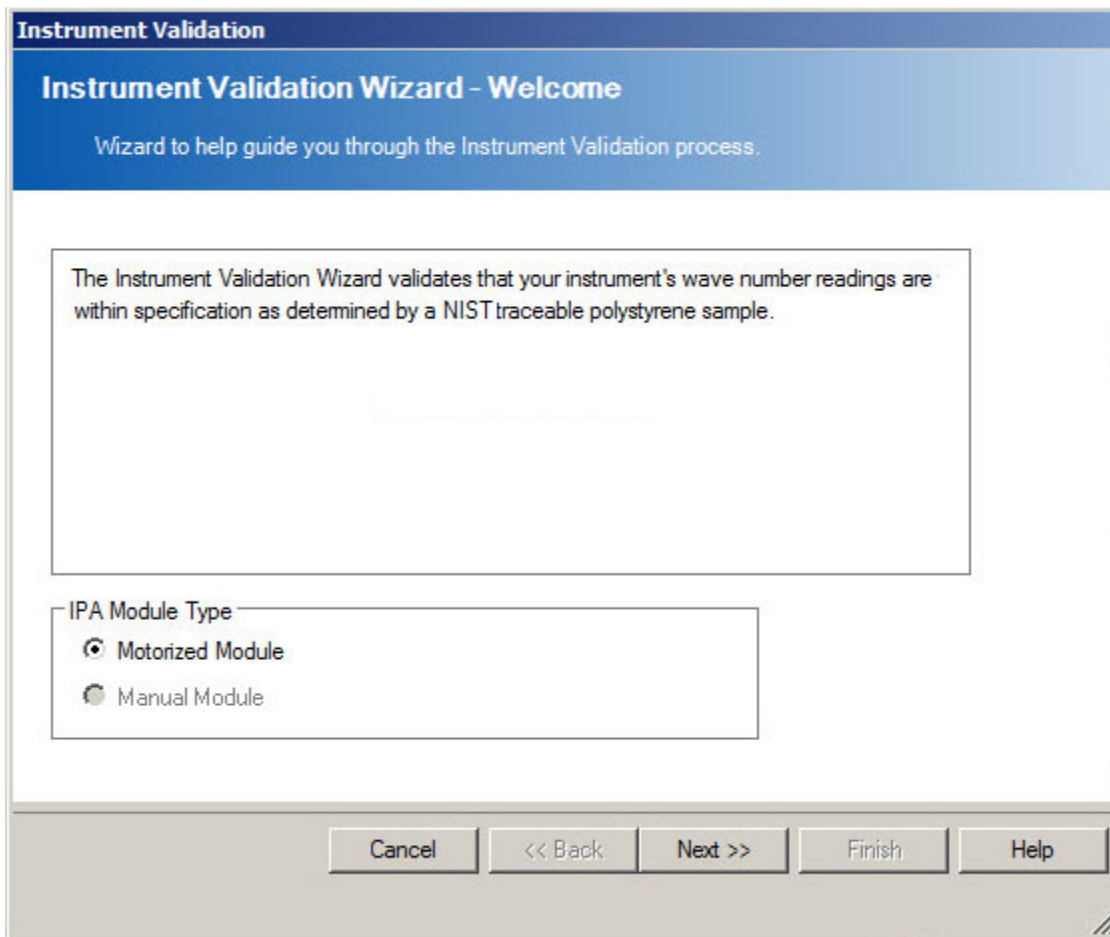 Instrument Validation
Instrument Validation Wizard - Welcome
Wizard to help guide you through the Instrument Validation process.
The Instrument Validation Wizard validates that your instrument's wave number readings are
within specification as determined by a NIST traceable polystyrene sample.
IPA Module Type
Motorized Module
Manual Module
Cancel
<< Back
Next >>
Finish
Help